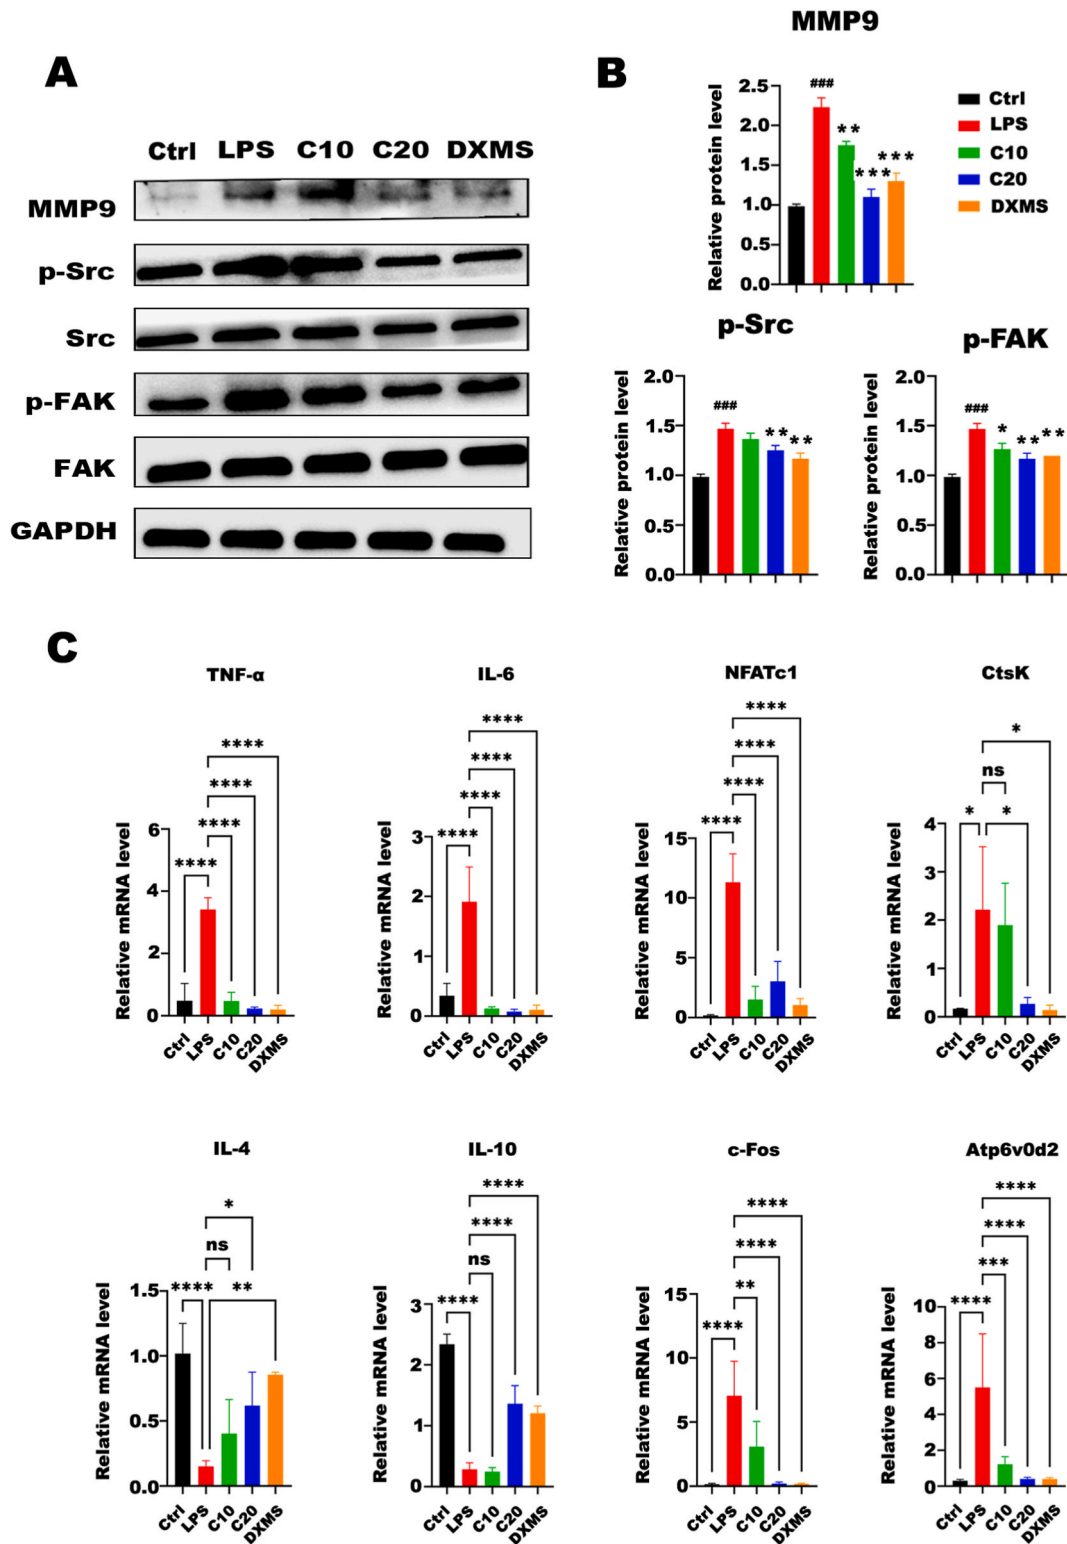 A
Ctrl LPS C10 C20 DXMS
MMP9
p-Src
Src
p-FAK
FAK
GAPDH
B
MMP9
Relative protein level
2.5
2.0
1.5
1.0
0.5
0.0
###
**
***
***
Ctrl
LPS
C10
C20
DXMS
p-Src
Relative protein level
2.0
1.5
1.0
0.5
0.0
###
**
**
p-FAK
Relative protein level
2.0
1.5
1.0
0.5
0.0
###
*
**
**
C
TNF-α
Relative mRNA level
6
4
2
0
****
****
****
****
Ctrl LPS C10 C20 DXMS
IL-6
Relative mRNA level
3
2
1
0
****
****
****
****
Ctrl LPS C10 C20 DXMS
NFATc1
Relative mRNA level
15
10
5
0
****
****
****
****
Ctrl LPS C10 C20 DXMS
CtsK
Relative mRNA level
4
3
2
1
0
*
ns
* *
Ctrl LPS C10 C20 DXMS
IL-4
Relative mRNA level
1.5
1.0
0.5
0.0
*
ns
**** **
Ctrl LPS C10 C20 DXMS
IL-10
Relative mRNA level
3
2
1
0
****
****
ns
****
Ctrl LPS C10 C20 DXMS
c-Fos
Relative mRNA level
15
10
5
0
****
****
**
****
Ctrl LPS C10 C20 DXMS
Atp6v0d2
Relative mRNA level
10
8
6
4
2
0
****
****
***
****
Ctrl LPS C10 C20 DXMS